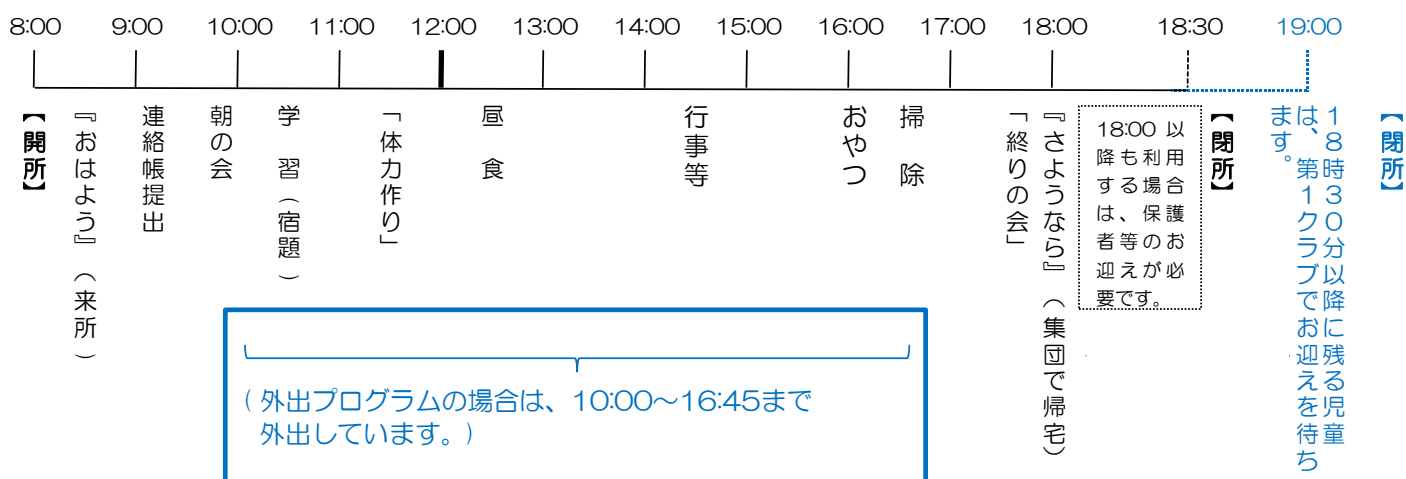 8:00 9:00 10:00 11:00 12:00 13:00 14:00 15:00 16:00 17:00 18:00 18:30 19:00
【開所】
『おはよう』（来所）
連絡帳提出
朝の会
学　習（宿題）
「体力作り」
昼　食
行事等
おやつ
掃　除
「終りの会」
『さようなら』（集団で帰宅）
18:00 以
降も利用
する場合
は、保護
者等のお
迎えが必
要です。
【閉所】
18時30分以降に残る児童
は、第1クラブでお迎えを待ち
ます。
【閉所】
(外出プログラムの場合は、10:00～16:45まで
外出しています。)